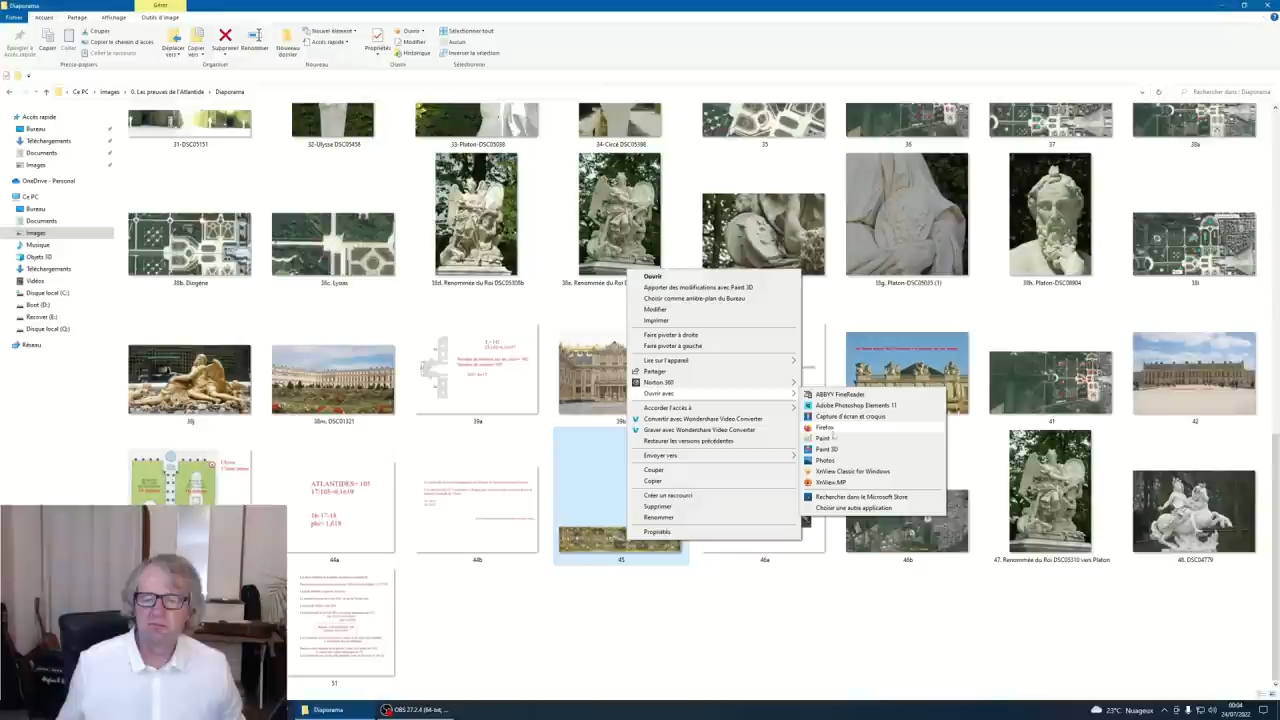 Diaporama
Gérer
Fichier
Accueil
Partage
Affichage
Outils d'image
Épingler à
Accès rapide
Copier
Coller
Couper
Copier le chemin d'accès
Coller le raccourci
Presse-papiers
Déplacer
vers
Copier
vers
Supprimer
Renommer
Organiser
Nouveau
dossier
Nouvel élément
Accès rapide
Nouveau
Propriétés
Ouvrir
Modifier
Historique
Ouvrir
Sélectionner tout
Aucun
Inverser la sélection
Sélectionner
Ce PC
Images
0. Les preuves de l'Atlantide
Diaporama
Rechercher dans : Diaporama
Accès rapide
Bureau
Téléchargements
Documents
Images
OneDrive - Personal
Ce PC
Bureau
Documents
Images
Musique
Objets 3D
Téléchargements
Vidéos
Disque local (C:)
Boot (D:)
Recover (E:)
Disque local (Q:)
Réseau
31-DSC05151
32-Ulysse DSC05458
33-Platon-DSC05038
34-Circé DSC05398
35
36
37
38a
38b. Diogène
38c. Lysias
38d. Renommée du Roi DSC05308b
38e. Renommée du Roi
38g. Platon-DSC05035 (1)
38h. Platon-DSC08904
38i
38j
39a
39b
41
42
Ulysse
ATLANTIDES= 105
17/105=0,1619
16-17-18
phi= 1,618
44a
44b
45
46a
46b
47. Renommée du Roi DSC05310 vers Platon
48. DSC04779
51
Ouvrir
Apporter des modifications avec Paint 3D
Choisir comme arrière-plan du Bureau
Modifier
Imprimer
Faire pivoter à droite
Faire pivoter à gauche
Lire sur l'appareil
Partager
Norton 360
Ouvrir avec
Accorder l'accès à
Convertir avec Wondershare Video Converter
Graver avec Wondershare Video Converter
Restaurer les versions précédentes
Envoyer vers
Couper
Copier
Créer un raccourci
Supprimer
Renommer
Propriétés
ABBYY FineReader
Adobe Photoshop Elements 11
Capture d'écran et croquis
Firefox
Paint
Paint 3D
Photos
XnView Classic for Windows
XnView MP
Rechercher dans le Microsoft Store
Choisir une autre application
Diaporama
OBS 27.2.4 (64-bit, ...
23°C Nuageux
00:04
24/07/2022